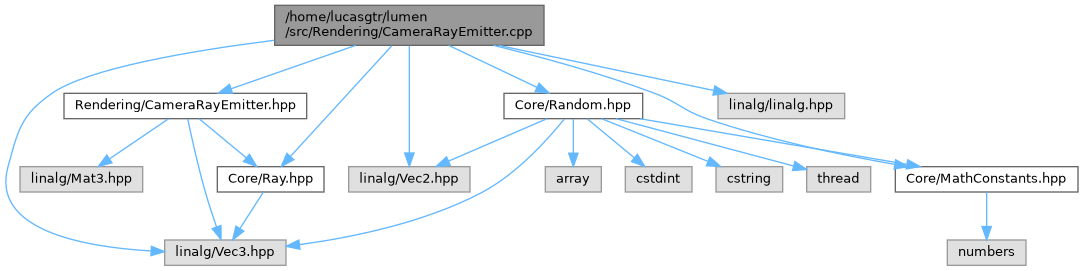 /home/lucasgtr/lumen
/src/Rendering/CameraRayEmitter.cpp
Rendering/CameraRayEmitter.hpp
Core/Random.hpp
linalg/linalg.hpp
linalg/Mat3.hpp
Core/Ray.hpp
linalg/Vec2.hpp
array
cstdint
cstring
thread
Core/MathConstants.hpp
linalg/Vec3.hpp
numbers